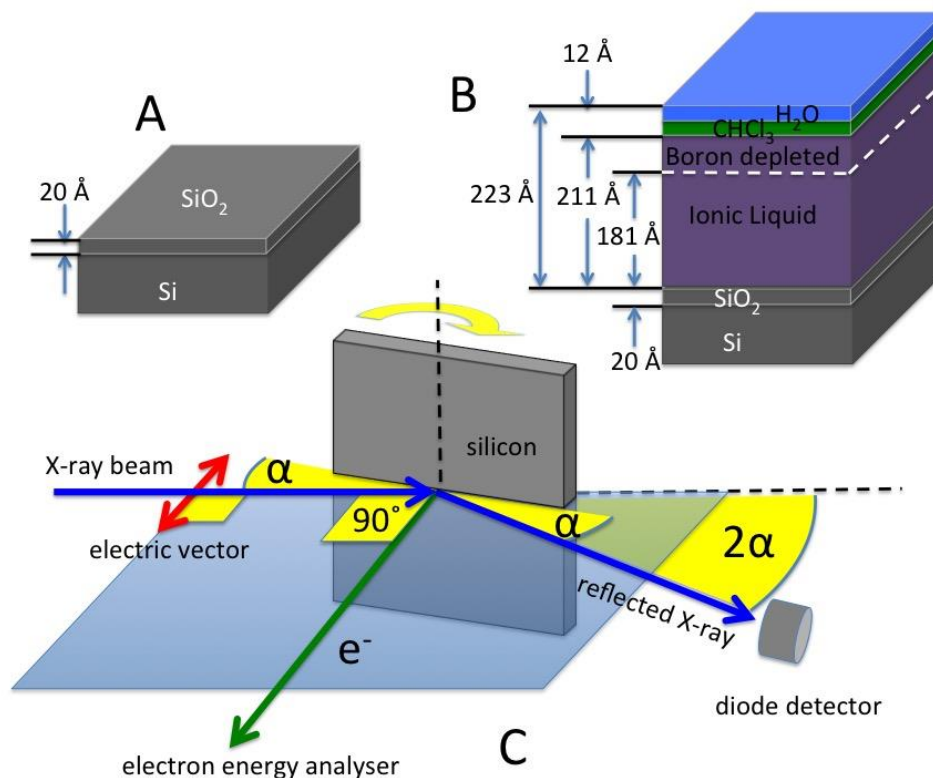 A
20 Å
SiO₂
Si
B
12 Å
H₂O
CHCl₃
Boron depleted
223 Å
211 Å
181 Å
Ionic Liquid
SiO₂
20 Å
Si
silicon
X-ray beam
α
90˚
α
2α
electric vector
reflected X-ray
e⁻
diode detector
electron energy analyser
C